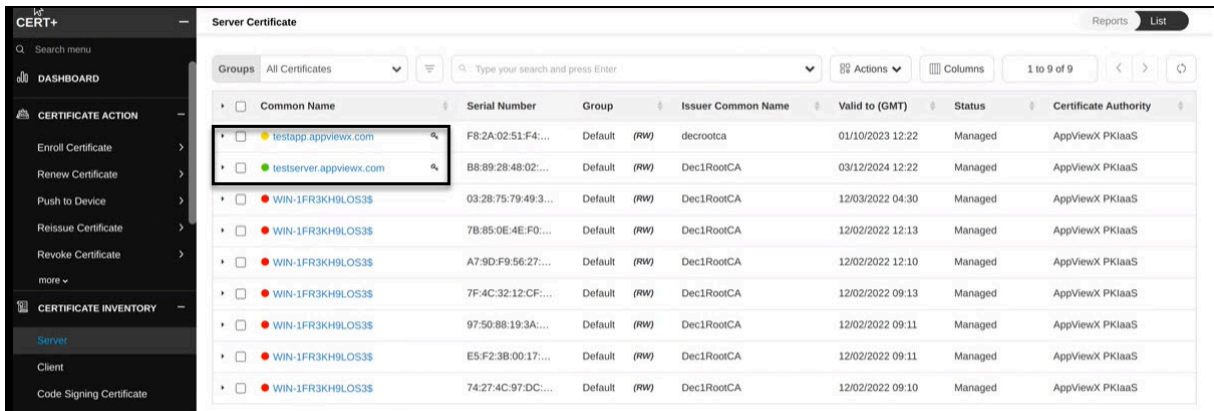 CERT+
Search menu
DASHBOARD
CERTIFICATE ACTION
Enroll Certificate
Renew Certificate
Push to Device
Reissue Certificate
Revoke Certificate
more
CERTIFICATE INVENTORY
Server
Client
Code Signing Certificate
Server Certificate
Reports List
Groups All Certificates Type your search and press Enter Actions Columns 1 to 9 of 9
Common Name Serial Number Group Issuer Common Name Valid to (GMT) Status Certificate Authority
testapp.appviewx.com F8:2A:02:51:F4:... Default (RW) decrootca 01/10/2023 12:22 Managed AppViewX PKIaaS
testserver.appviewx.com B8:89:28:48:02:... Default (RW) Dec1RootCA 03/12/2024 12:22 Managed AppViewX PKIaaS
WIN-1FR3KH9LOS3$ 03:28:75:79:49:3... Default (RW) Dec1RootCA 12/03/2022 04:30 Managed AppViewX PKIaaS
WIN-1FR3KH9LOS3$ 7B:85:0E:4E:F0:... Default (RW) Dec1RootCA 12/02/2022 12:13 Managed AppViewX PKIaaS
WIN-1FR3KH9LOS3$ A7:9D:F9:56:27:... Default (RW) Dec1RootCA 12/02/2022 12:10 Managed AppViewX PKIaaS
WIN-1FR3KH9LOS3$ 7F:4C:32:12:CF:... Default (RW) Dec1RootCA 12/02/2022 09:13 Managed AppViewX PKIaaS
WIN-1FR3KH9LOS3$ 97:50:88:19:3A:... Default (RW) Dec1RootCA 12/02/2022 09:11 Managed AppViewX PKIaaS
WIN-1FR3KH9LOS3$ E5:F2:3B:00:17:... Default (RW) Dec1RootCA 12/02/2022 09:11 Managed AppViewX PKIaaS
WIN-1FR3KH9LOS3$ 74:27:4C:97:DC:... Default (RW) Dec1RootCA 12/02/2022 09:10 Managed AppViewX PKIaaS